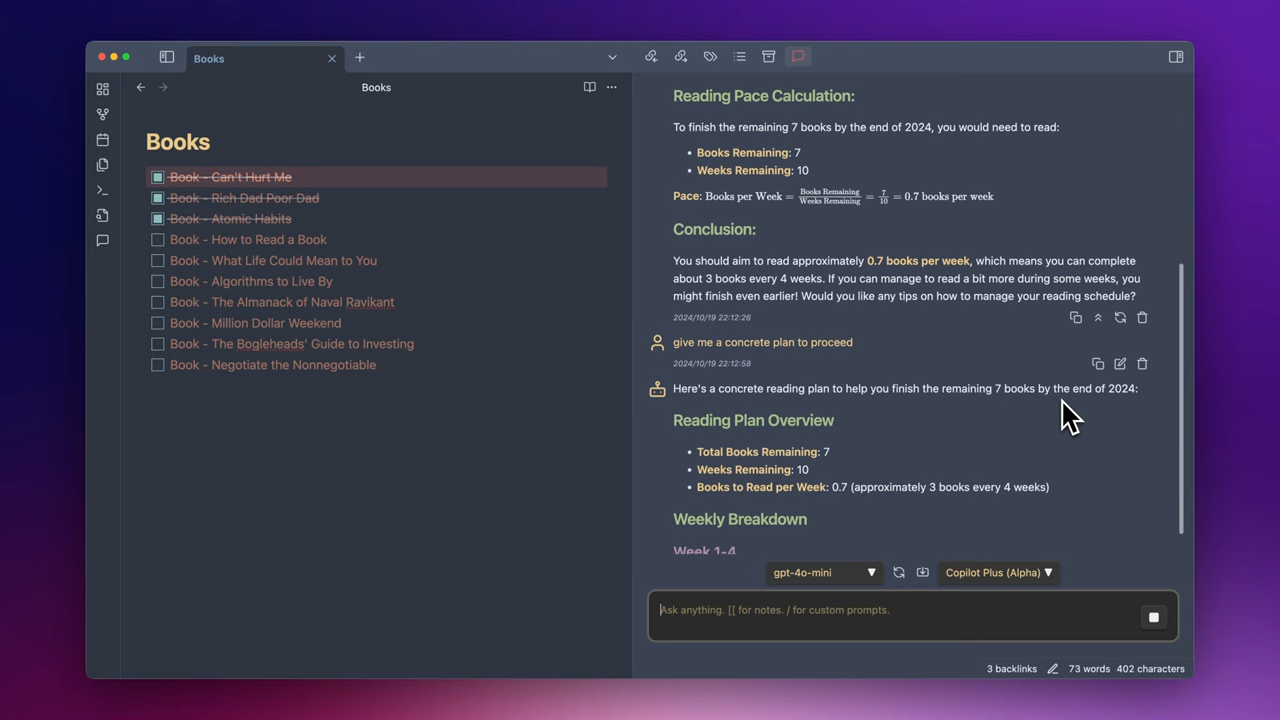 Books
Books
Books
Book - Can't Hurt Me
Book - Rich Dad Poor Dad
Book - Atomic Habits
Book - How to Read a Book
Book - What Life Could Mean to You
Book - Algorithms to Live By
Book - The Almanack of Naval Ravikant
Book - Million Dollar Weekend
Book - The Bogleheads' Guide to Investing
Book - Negotiate the Nonnegotiable
Reading Pace Calculation:
To finish the remaining 7 books by the end of 2024, you would need to read:
• Books Remaining: 7
• Weeks Remaining: 10
Pace: Books per Week = Books Remaining / Weeks Remaining = 7/10 = 0.7 books per week
Conclusion:
You should aim to read approximately 0.7 books per week, which means you can complete
about 3 books every 4 weeks. If you can manage to read a bit more during some weeks, you
might finish even earlier! Would you like any tips on how to manage your reading schedule?
2024/10/19 22:12:26
give me a concrete plan to proceed
2024/10/19 22:12:58
Here's a concrete reading plan to help you finish the remaining 7 books by the end of 2024:
Reading Plan Overview
• Total Books Remaining: 7
• Weeks Remaining: 10
• Books to Read per Week: 0.7 (approximately 3 books every 4 weeks)
Weekly Breakdown
Week 1-4
gpt-4o-mini
Copilot Plus (Alpha)
Ask anything. [[ for notes. / for custom prompts.
3 backlinks
73 words 402 characters